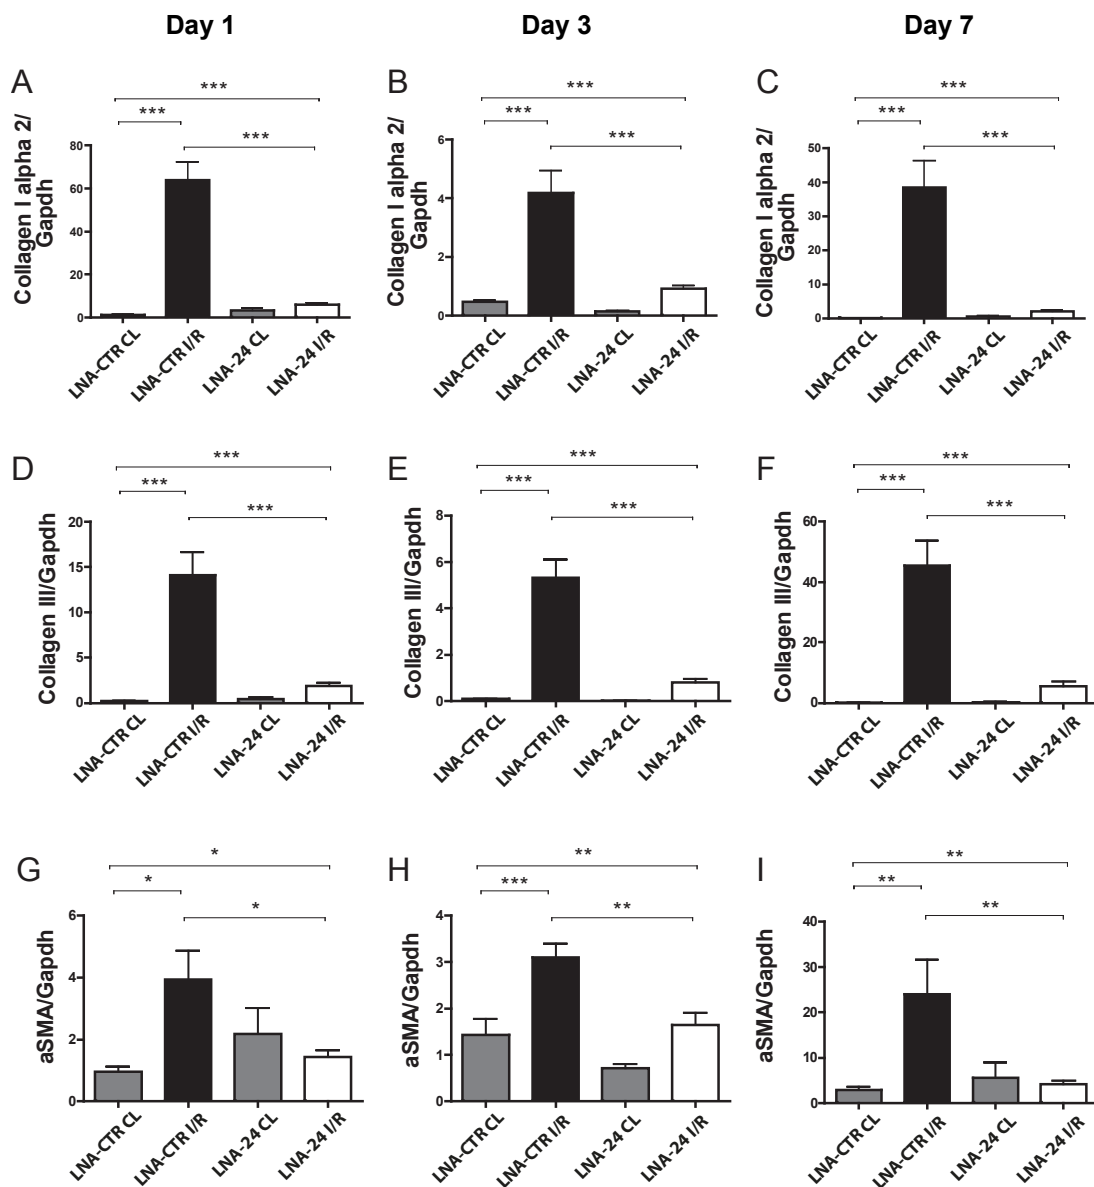 Day 1
Day 3
Day 7
A
***
***
***
Collagen I alpha 2/
Gapdh
80
60
40
20
0
LNA-CTR CL
LNA-CTR I/R
LNA-24 CL
LNA-24 I/R
B
***
***
***
Collagen I alpha 2/
Gapdh
6
4
2
0
LNA-CTR CL
LNA-CTR I/R
LNA-24 CL
LNA-24 I/R
C
***
***
***
Collagen I alpha 2/
Gapdh
50
40
30
20
10
0
LNA-CTR CL
LNA-CTR I/R
LNA-24 CL
LNA-24 I/R
D
***
***
***
Collagen III/Gapdh
20
15
10
5
0
LNA-CTR CL
LNA-CTR I/R
LNA-24 CL
LNA-24 I/R
E
***
***
***
Collagen III/Gapdh
8
6
4
2
0
LNA-CTR CL
LNA-CTR I/R
LNA-24 CL
LNA-24 I/R
F
***
***
***
Collagen III/Gapdh
60
40
20
0
LNA-CTR CL
LNA-CTR I/R
LNA-24 CL
LNA-24 I/R
G
*
*
*
aSMA/Gapdh
6
4
2
0
LNA-CTR CL
LNA-CTR I/R
LNA-24 CL
LNA-24 I/R
H
**
***
**
aSMA/Gapdh
4
3
2
1
0
LNA-CTR CL
LNA-CTR I/R
LNA-24 CL
LNA-24 I/R
I
**
**
**
aSMA/Gapdh
40
30
20
10
0
LNA-CTR CL
LNA-CTR I/R
LNA-24 CL
LNA-24 I/R